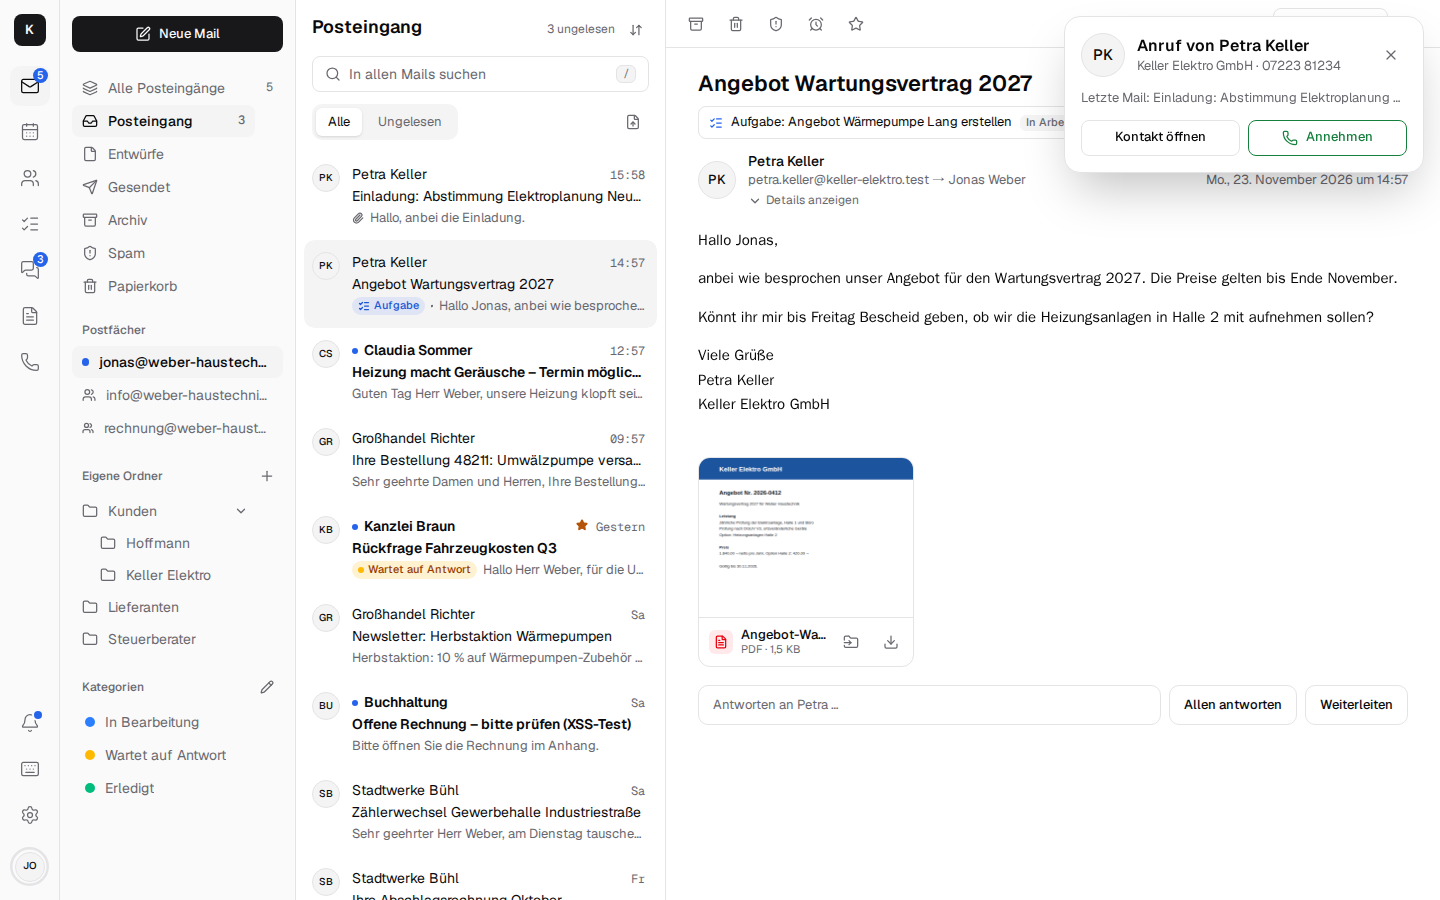 K
5
3
JO
Neue Mail
Alle Posteingänge 5
Posteingang 3
Entwürfe
Gesendet
Archiv
Spam
Papierkorb
Postfächer
jonas@weber-haustech...
info@weber-haustechni...
rechnung@weber-haust...
Eigene Ordner
Kunden
Hoffmann
Keller Elektro
Lieferanten
Steuerberater
Kategorien
In Bearbeitung
Wartet auf Antwort
Erledigt
Posteingang 3 ungelesen
In allen Mails suchen /
Alle Ungelesen
PK Petra Keller 15:58
Einladung: Abstimmung Elektroplanung Neu...
Hallo, anbei die Einladung.
PK Petra Keller 14:57
Angebot Wartungsvertrag 2027
Aufgabe · Hallo Jonas, anbei wie besproche...
CS Claudia Sommer 12:57
Heizung macht Geräusche – Termin möglic...
Guten Tag Herr Weber, unsere Heizung klopft sei...
GR Großhandel Richter 09:57
Ihre Bestellung 48211: Umwälzpumpe versa...
Sehr geehrte Damen und Herren, Ihre Bestellung...
KB Kanzlei Braun Gestern
Rückfrage Fahrzeugkosten Q3
Wartet auf Antwort Hallo Herr Weber, für die U...
GR Großhandel Richter Sa
Newsletter: Herbstaktion Wärmepumpen
Herbstaktion: 10 % auf Wärmepumpen-Zubehör ...
BU Buchhaltung Sa
Offene Rechnung – bitte prüfen (XSS-Test)
Bitte öffnen Sie die Rechnung im Anhang.
SB Stadtwerke Bühl Sa
Zählerwechsel Gewerbehalle Industriestraße
Sehr geehrter Herr Weber, am Dienstag tausche...
SB Stadtwerke Bühl Fr
Ihre Abschlagsrechnung Oktober
Angebot Wartungsvertrag 2027
Aufgabe: Angebot Wärmepumpe Lang erstellen In Arbe
PK Petra Keller
petra.keller@keller-elektro.test → Jonas Weber Mo., 23. November 2026 um 14:57
Details anzeigen
Hallo Jonas,
anbei wie besprochen unser Angebot für den Wartungsvertrag 2027. Die Preise gelten bis Ende November.
Könnt ihr mir bis Freitag Bescheid geben, ob wir die Heizungsanlagen in Halle 2 mit aufnehmen sollen?
Viele Grüße
Petra Keller
Keller Elektro GmbH
Keller Elektro GmbH
Angebot Nr. 2026-0412
Wartungsvertrag 2027 für Weber Haustechnik
Leistung
Preis
Angebot-Wa...
PDF · 1,5 KB
Antworten an Petra ... Allen antworten Weiterleiten
PK Anruf von Petra Keller
Keller Elektro GmbH · 07223 81234
Letzte Mail: Einladung: Abstimmung Elektroplanung ...
Kontakt öffnen Annehmen